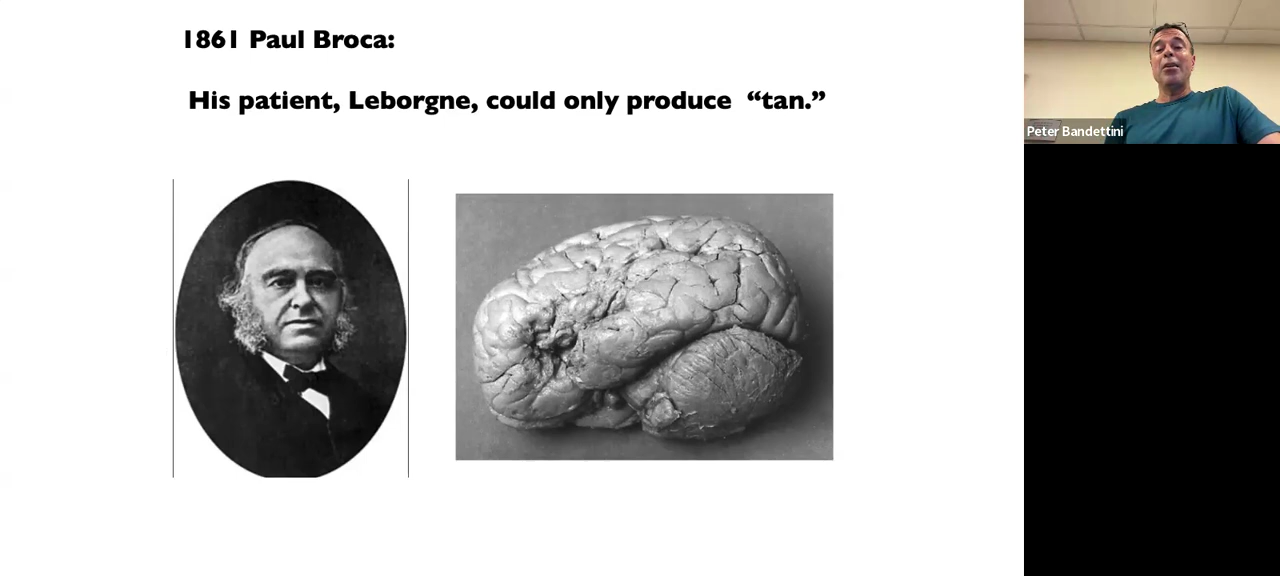 1861 Paul Broca:
His patient, Leborgne, could only produce “tan.”
Peter Bandettini